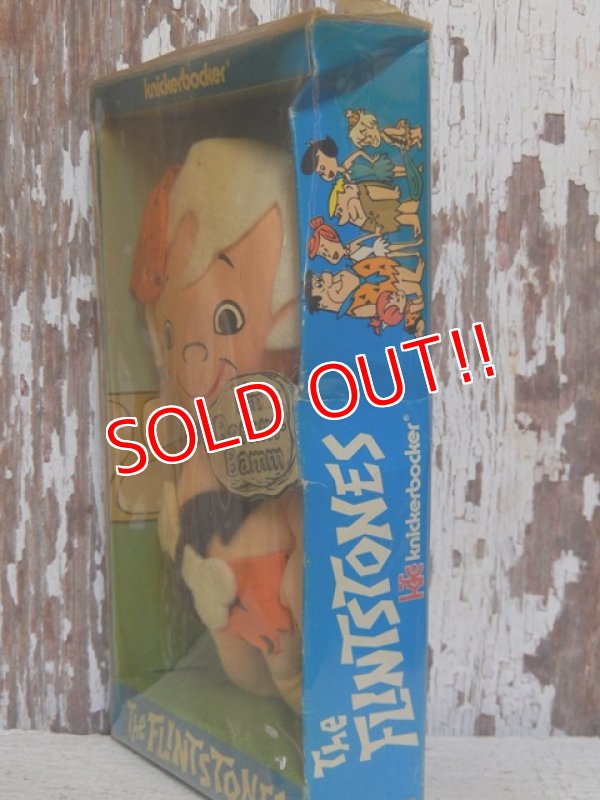 knickerbocker®
SOLD OUT!!
Bamm
The FLINTSTONES
The
FLINTSTONES
knickerbocker®